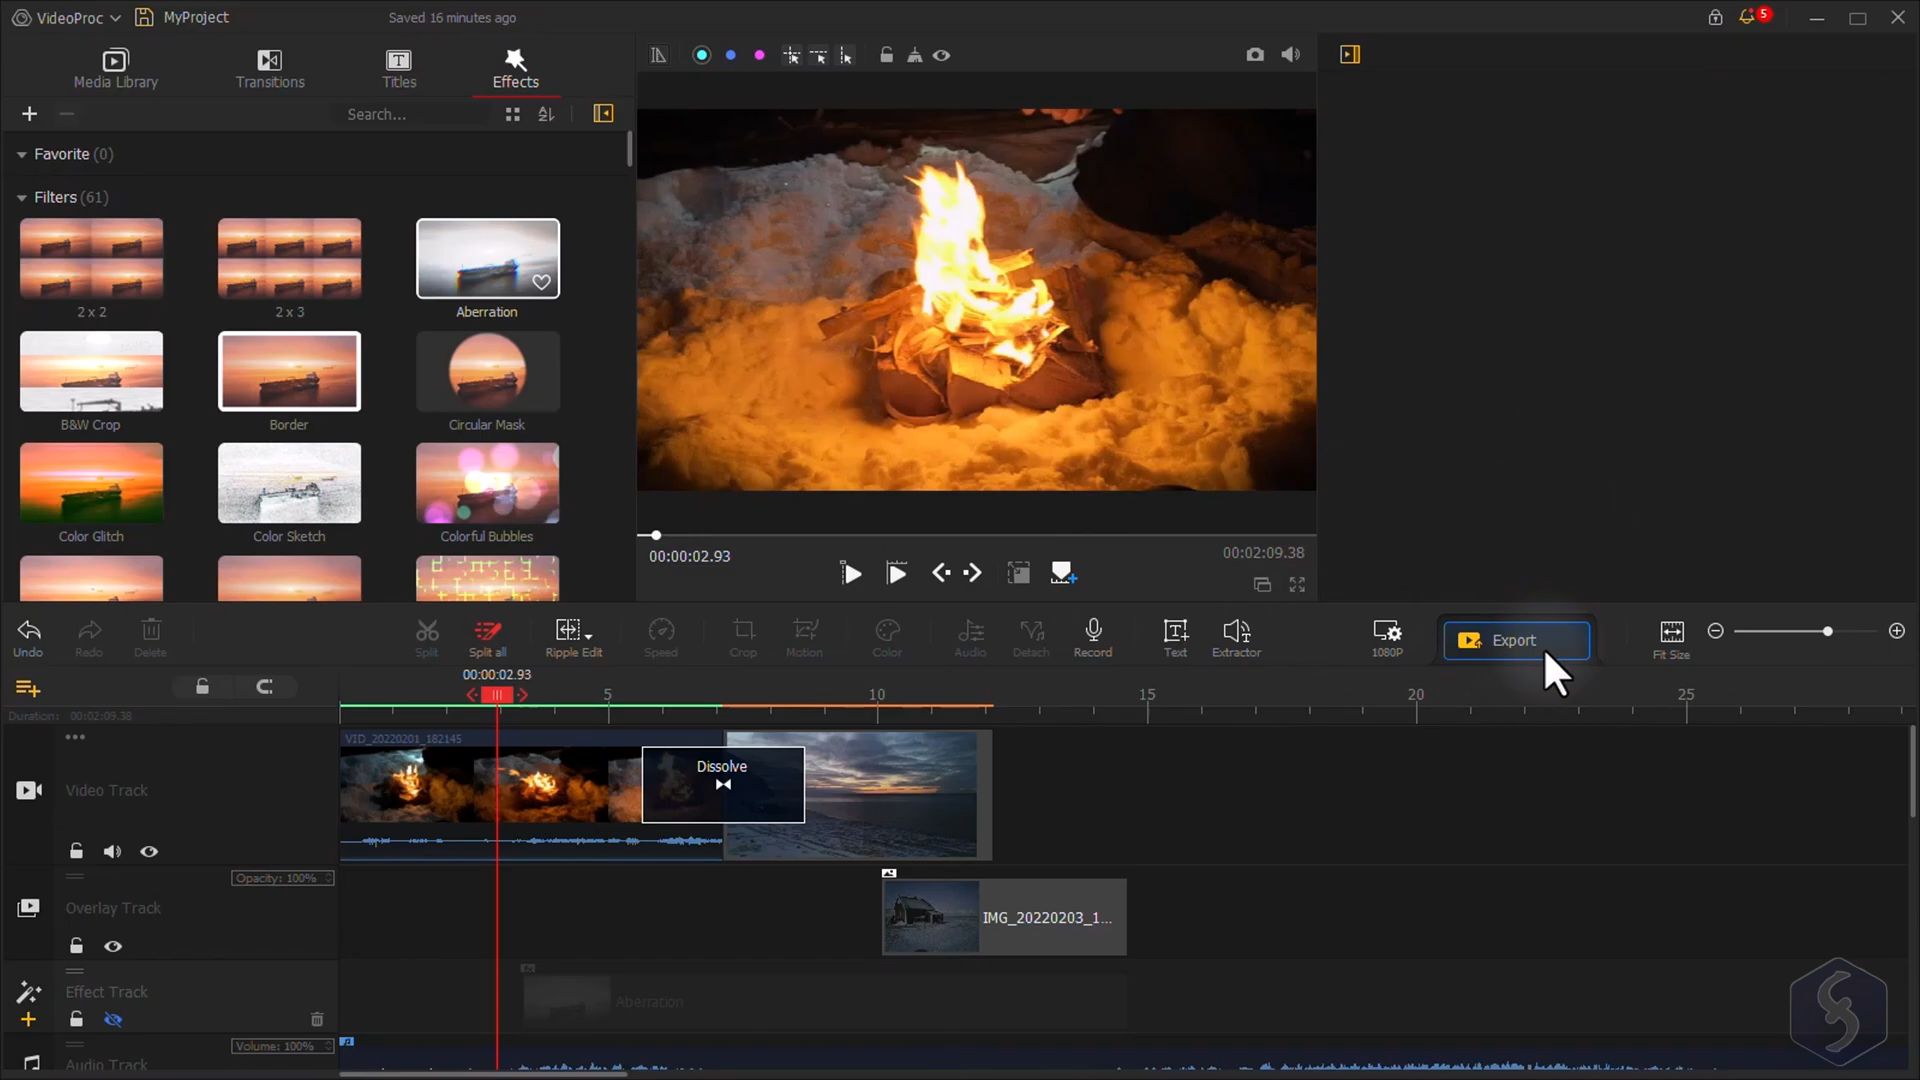 VideoProc
MyProject
Saved 16 minutes ago
5
Media Library
Transitions
Titles
Effects
Search...
Favorite (0)
Filters (61)
2 x 2
2 x 3
Aberration
B&W Crop
Border
Circular Mask
Color Glitch
Color Sketch
Colorful Bubbles
00:00:02.93
00:02:09.38
Undo
Redo
Delete
Split
Split all
Ripple Edit
Speed
Crop
Motion
Color
Audio
Detach
Record
Text
Extractor
1080P
Export
Fit Size
00:00:02.93
5
10
15
20
25
Duration: 00:02:09.38
VID_20220201_182145
Dissolve
Video Track
Opacity: 100%
Overlay Track
IMG_20220203_1...
Effect Track
Aberration
Volume: 100%
Audio Track